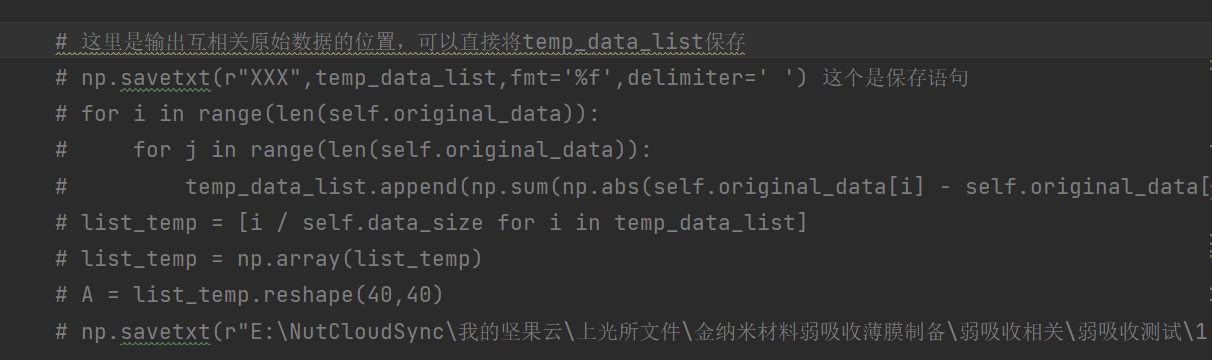 # 这里是输出互相关原始数据的位置，可以直接将temp_data_list保存
# np.savetxt(r"XXX",temp_data_list,fmt='%f',delimiter=' ') 这个是保存语句
# for i in range(len(self.original_data)):
#     for j in range(len(self.original_data)):
#         temp_data_list.append(np.sum(np.abs(self.original_data[i] - self.original_data[
# list_temp = [i / self.data_size for i in temp_data_list]
# list_temp = np.array(list_temp)
# A = list_temp.reshape(40,40)
# np.savetxt(r"E:\NutCloudSync\我的坚果云\上光所文件\金纳米材料弱吸收薄膜制备\弱吸收相关\弱吸收测试\1